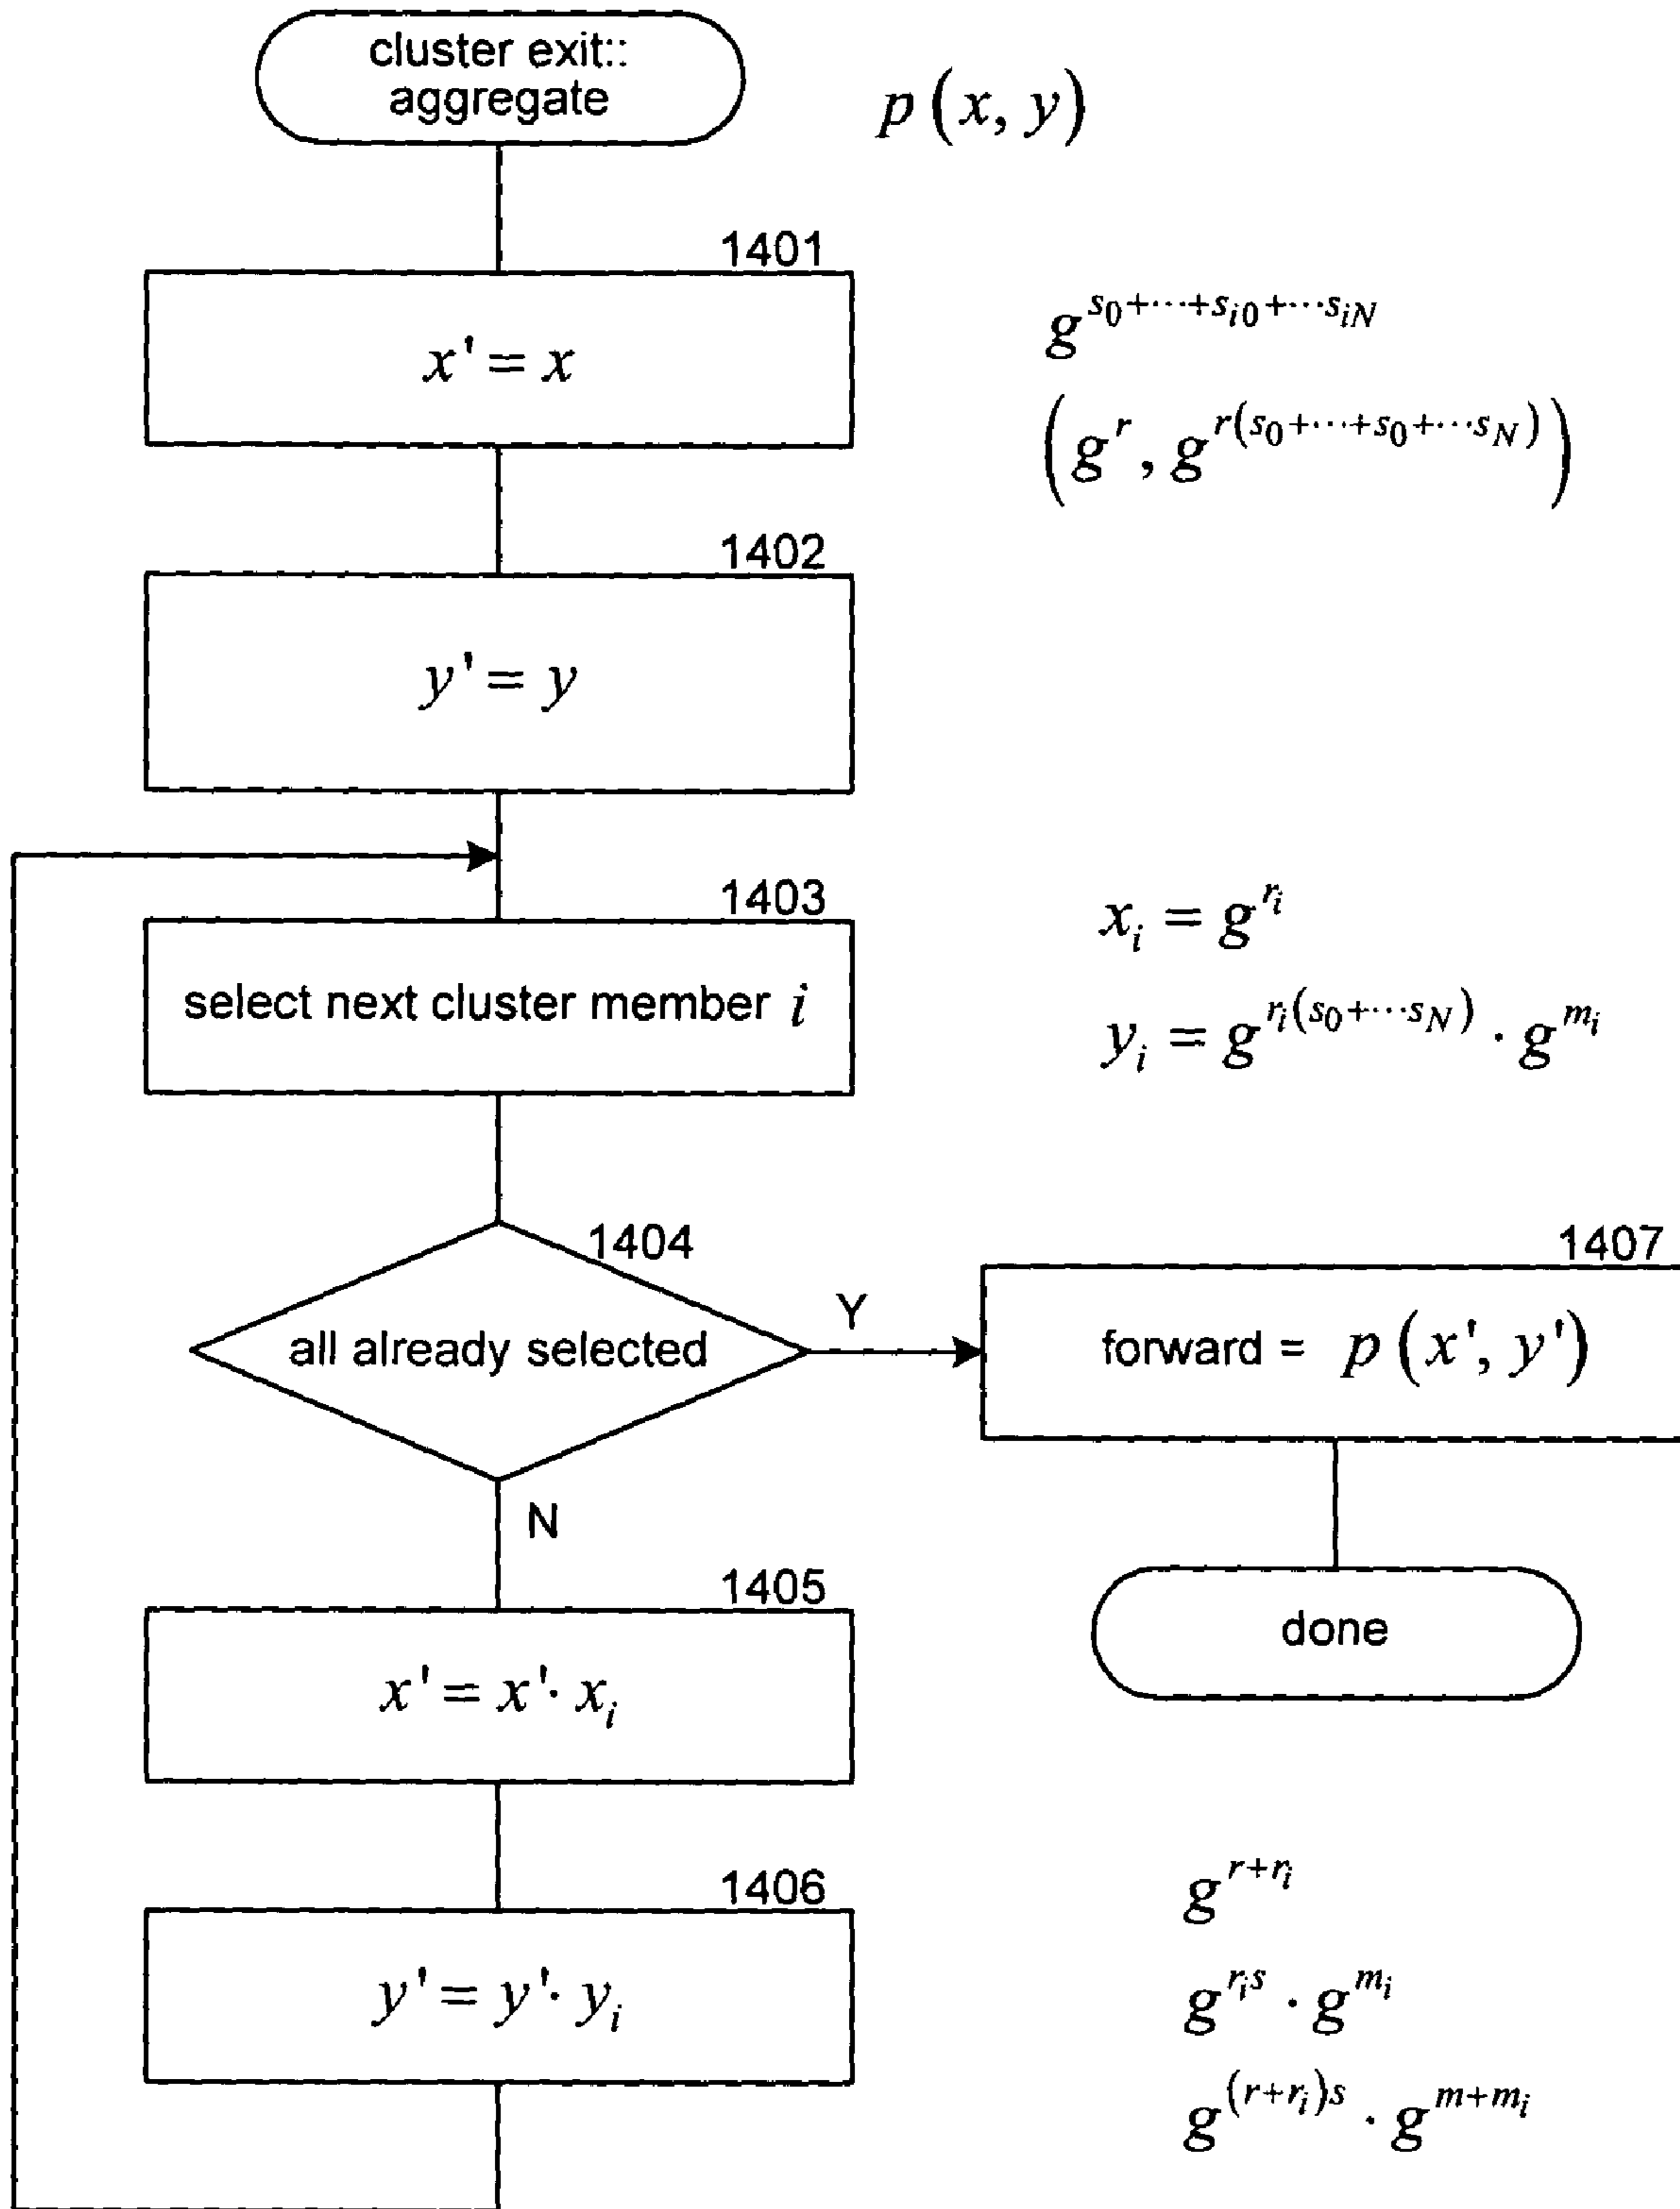 cluster exit::
aggregate
p (x, y)
1401
x' = x
g^{s_0+⋯+s_{i0}+⋯s_{iN}}
(g^r, g^{r(s_0+⋯+s_0+⋯s_N)})
1402
y' = y
1403
select next cluster member i
x_i = g^{r_i}
y_i = g^{r_i(s_0+⋯s_N)} · g^{m_i}
1404
all already selected
Y
N
1407
forward = p (x', y')
done
1405
x' = x'· x_i
1406
y' = y'· y_i
g^{r+r_i}
g^{r_i s} · g^{m_i}
g^{(r+r_i)s} · g^{m+m_i}